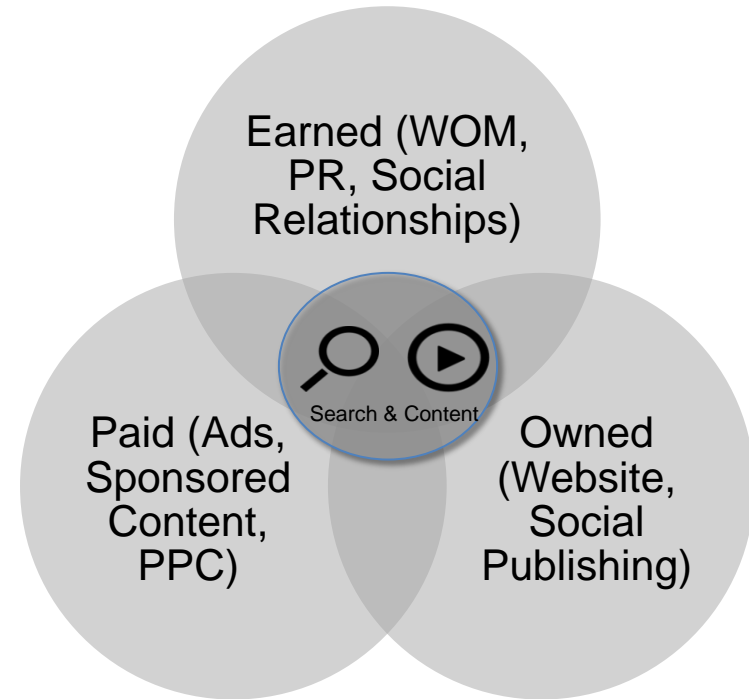 Earned (WOM,
PR, Social
Relationships)
Search & Content
Paid (Ads,
Sponsored
Content,
PPC)
Owned
(Website,
Social
Publishing)